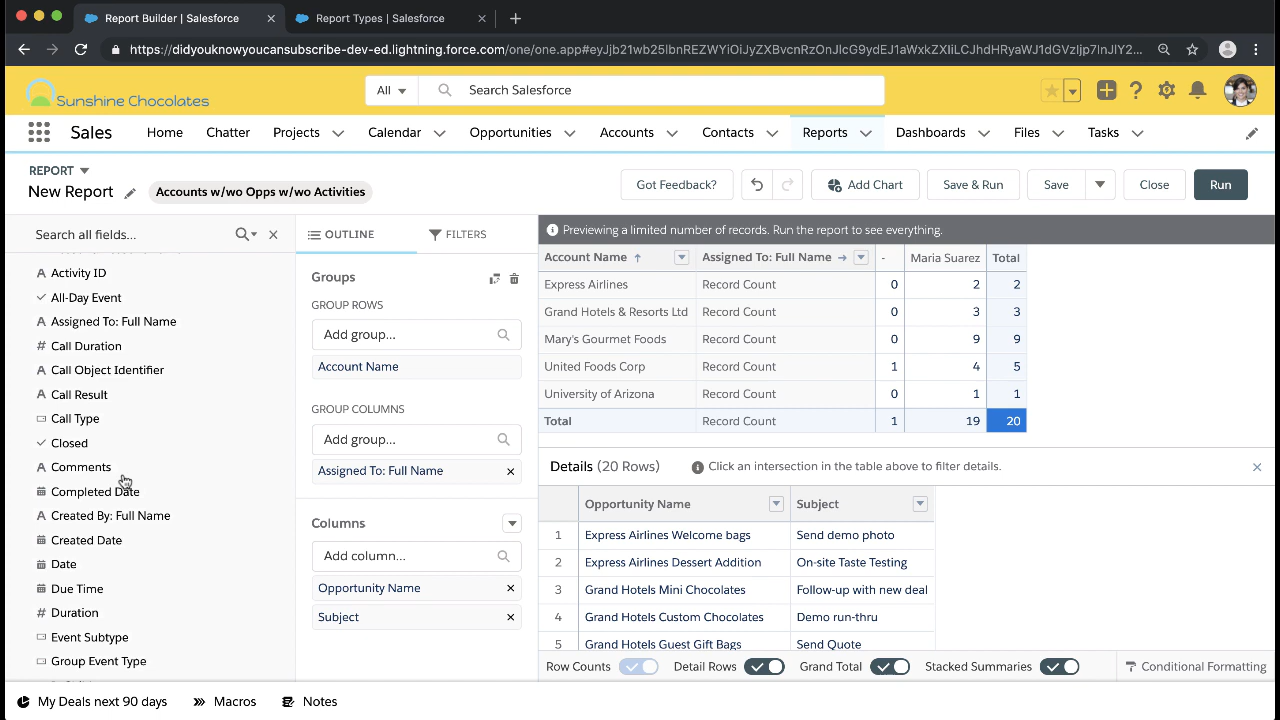 Report Builder | Salesforce
Report Types | Salesforce
https://didyouknowyoucansubscribe-dev-ed.lightning.force.com/one/one.app#eyJjb21wb25lbnREZWYiOiJyZXBvcnRzOnJlcG9ydEJ1aWxkZXIiLCJhdHRyaWJ1dGVzIjp7InJlY2...
Sunshine Chocolates
All
Search Salesforce
Sales
Home
Chatter
Projects
Calendar
Opportunities
Accounts
Contacts
Reports
Dashboards
Files
Tasks
REPORT
New Report
Accounts w/wo Opps w/wo Activities
Got Feedback?
Add Chart
Save & Run
Save
Close
Run
Search all fields...
Activity ID
All-Day Event
Assigned To: Full Name
Call Duration
Call Object Identifier
Call Result
Call Type
Closed
Comments
Completed Date
Created By: Full Name
Created Date
Date
Due Time
Duration
Event Subtype
Group Event Type
OUTLINE
FILTERS
Groups
GROUP ROWS
Add group...
Account Name
GROUP COLUMNS
Add group...
Assigned To: Full Name
Columns
Add column...
Opportunity Name
Subject
Previewing a limited number of records. Run the report to see everything.
Account Name Assigned To: Full Name - Maria Suarez Total
Express Airlines Record Count 0 2 2
Grand Hotels & Resorts Ltd Record Count 0 3 3
Mary's Gourmet Foods Record Count 0 9 9
United Foods Corp Record Count 1 4 5
University of Arizona Record Count 0 1 1
Total Record Count 1 19 20
Details (20 Rows)
Click an intersection in the table above to filter details.
Opportunity Name Subject
1 Express Airlines Welcome bags Send demo photo
2 Express Airlines Dessert Addition On-site Taste Testing
3 Grand Hotels Mini Chocolates Follow-up with new deal
4 Grand Hotels Custom Chocolates Demo run-thru
5 Grand Hotels Guest Gift Bags Send Quote
Row Counts
Detail Rows
Grand Total
Stacked Summaries
Conditional Formatting
My Deals next 90 days
Macros
Notes